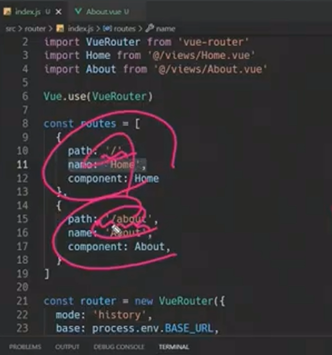 index.js U
About.vue U
src > router > index.js > routes > name
2 import VueRouter from 'vue-router'
3 import Home from '@/views/Home.vue'
4 import About from '@/views/About.vue'
5
6 Vue.use(VueRouter)
7
8 const routes = [
9 {
10 path: '/',
11 name: 'Home',
12 component: Home
13 },
14 {
15 path: '/about',
16 name: 'About',
17 component: About,
18 }
19 ]
20
21 const router = new VueRouter({
22 mode: 'history',
23 base: process.env.BASE_URL,
PROBLEMS OUTPUT DEBUG CONSOLE TERMINAL